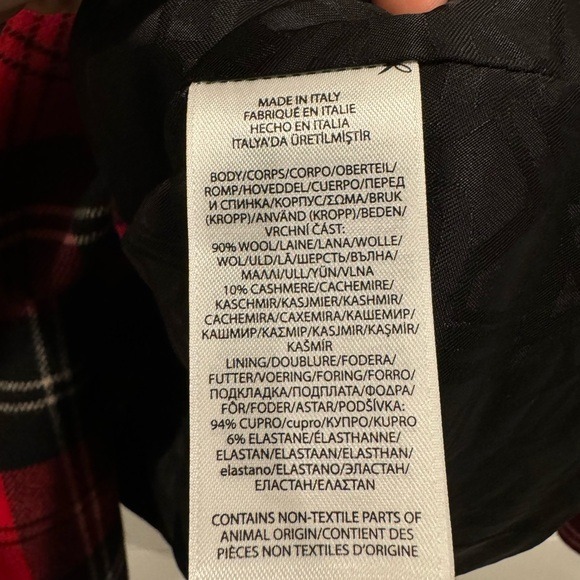 MADE IN ITALY
FABRIQUÉ EN ITALIE
HECHO EN ITALIA
İTALYA'DA ÜRETİLMİŞTİR
BODY/CORPS/CORPO/OBERTEIL/
ROMP/HOVEDDEL/CUERPO/ПЕРЕД
И СПИНКА/КОРПУС/ΣΩΜΑ/BRUK
(KROPP)/ANVÄND (KROPP)/BEDEN/
VRCHNÍ ČÁST:
90% WOOL/LAINE/LANA/WOLLE/
WOL/ULD/LÃ/ШЕРСТЬ/ВЪЛНА/
ΜΑΛΛΙ/ULL/YÜN/VLNA
10% CASHMERE/CACHEMIRE/
KASCHMIR/KASJMIER/KASHMIR/
CACHEMIRA/CAXEMIRA/КАШЕМИР/
КАШМИР/ΚΑΣΜΙΡ/KASJMIR/KAŞMİR/
KAŠMÍR
LINING/DOUBLURE/FODERA/
FUTTER/VOERING/FORING/FORRO/
ПОДКЛАДКА/ПОДПЛАТА/ΦΟΔΡΑ/
FÔR/FODER/ASTAR/PODŠÍVKA:
94% CUPRO/cupro/КУПРО/KUPRO
6% ELASTANE/ÉLASTHANNE/
ELASTAN/ELASTAAN/ELASTHAN/
elastano/ELASTANO/ЭЛАСТАН/
ЕЛАСТАН/ΕΛΑΣΤΑΝ
CONTAINS NON-TEXTILE PARTS OF
ANIMAL ORIGIN/CONTIENT DES
PIÈCES NON TEXTILES D'ORIGINE